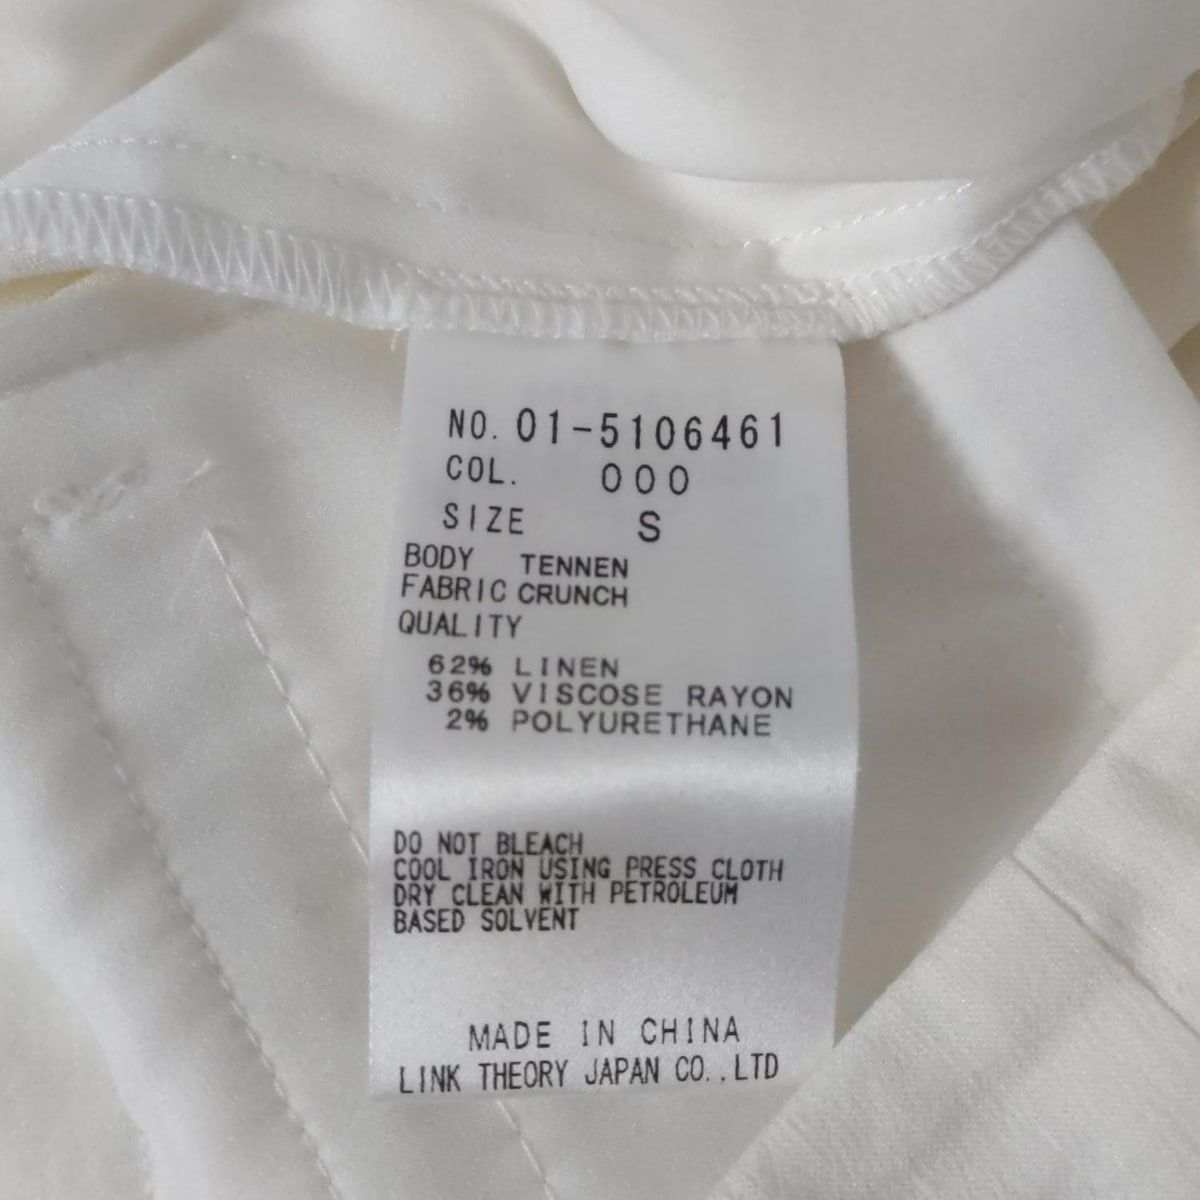 NO. 01-5106461
COL. 000
SIZE S
BODY TENNEN
FABRIC CRUNCH
QUALITY
62% LINEN
36% VISCOSE RAYON
2% POLYURETHANE
DO NOT BLEACH
COOL IRON USING PRESS CLOTH
DRY CLEAN WITH PETROLEUM
BASED SOLVENT
MADE IN CHINA
LINK THEORY JAPAN CO.,LTD